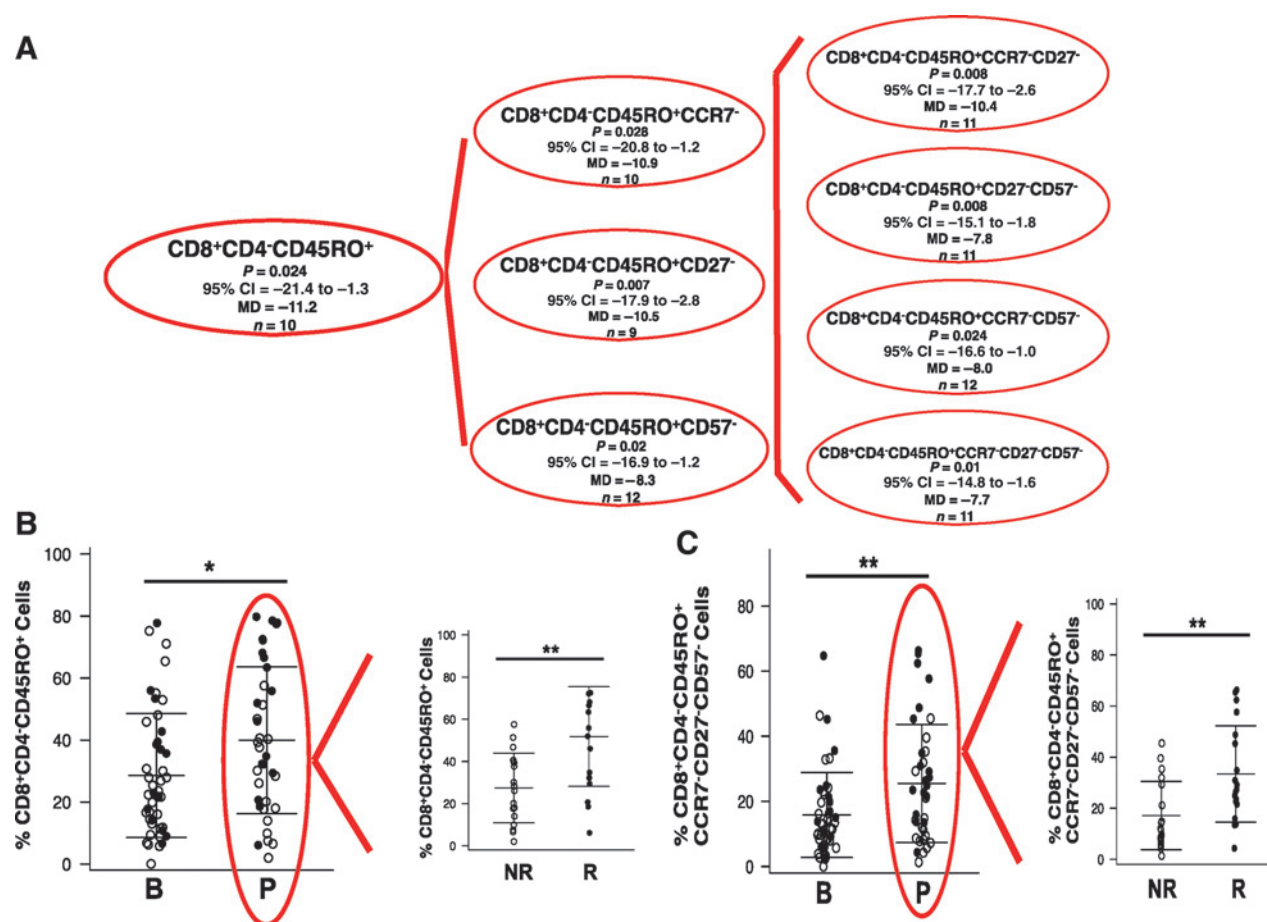 A
CD8⁺CD4⁻CD45RO⁺
P = 0.024
95% CI = −21.4 to −1.3
MD = −11.2
n = 10
CD8⁺CD4⁻CD45RO⁺CCR7⁻
P = 0.028
95% CI = −20.8 to −1.2
MD = −10.9
n = 10
CD8⁺CD4⁻CD45RO⁺CD27⁻
P = 0.007
95% CI = −17.9 to −2.8
MD = −10.5
n = 9
CD8⁺CD4⁻CD45RO⁺CD57⁻
P = 0.02
95% CI = −16.9 to −1.2
MD = −8.3
n = 12
CD8⁺CD4⁻CD45RO⁺CCR7⁻CD27⁻
P = 0.008
95% CI = −17.7 to −2.6
MD = −10.4
n = 11
CD8⁺CD4⁻CD45RO⁺CD27⁻CD57⁻
P = 0.008
95% CI = −15.1 to −1.8
MD = −7.8
n = 11
CD8⁺CD4⁻CD45RO⁺CCR7⁻CD57⁻
P = 0.024
95% CI = −16.6 to −1.0
MD = −8.0
n = 12
CD8⁺CD4⁻CD45RO⁺CCR7⁻CD27⁻CD57⁻
P = 0.01
95% CI = −14.8 to −1.6
MD = −7.7
n = 11
B
% CD8⁺CD4⁻CD45RO⁺ Cells
100
80
60
40
20
0
*
B P
% CD8⁺CD4⁻CD45RO⁺ Cells
100
80
60
40
20
0
**
NR R
C
% CD8⁺CD4⁻CD45RO⁺
CCR7⁻CD27⁻CD57⁻ Cells
80
60
40
20
0
**
B P
% CD8⁺CD4⁻CD45RO⁺
CCR7⁻CD27⁻CD57⁻ Cells
100
80
60
40
20
0
**
NR R